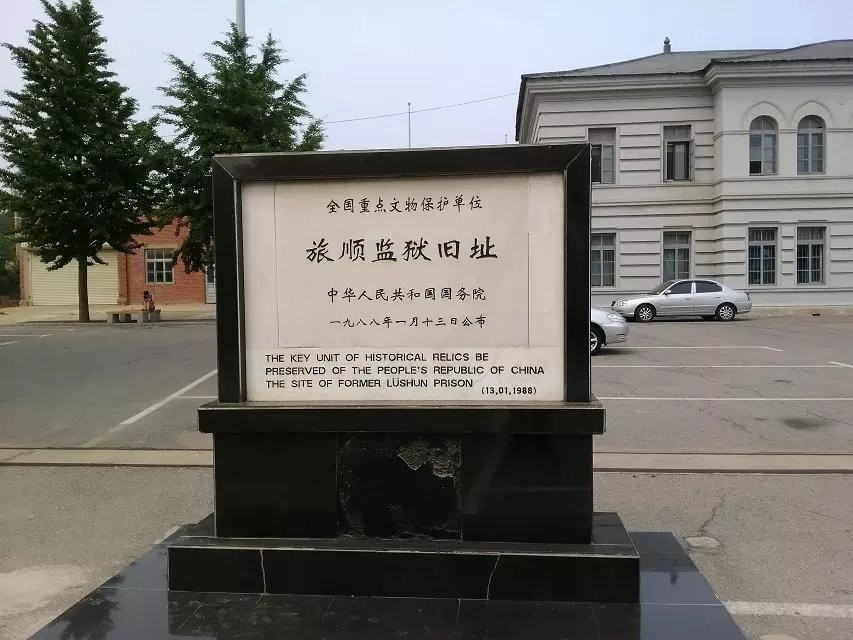 全国重点文物保护单位
旅顺监狱旧址
中华人民共和国国务院
一九八八年一月十三日公布
THE KEY UNIT OF HISTORICAL RELICS BE
PRESERVED OF THE PEOPLE'S REPUBLIC OF CHINA
THE SITE OF FORMER LÜSHUN PRISON (13,01,1988)